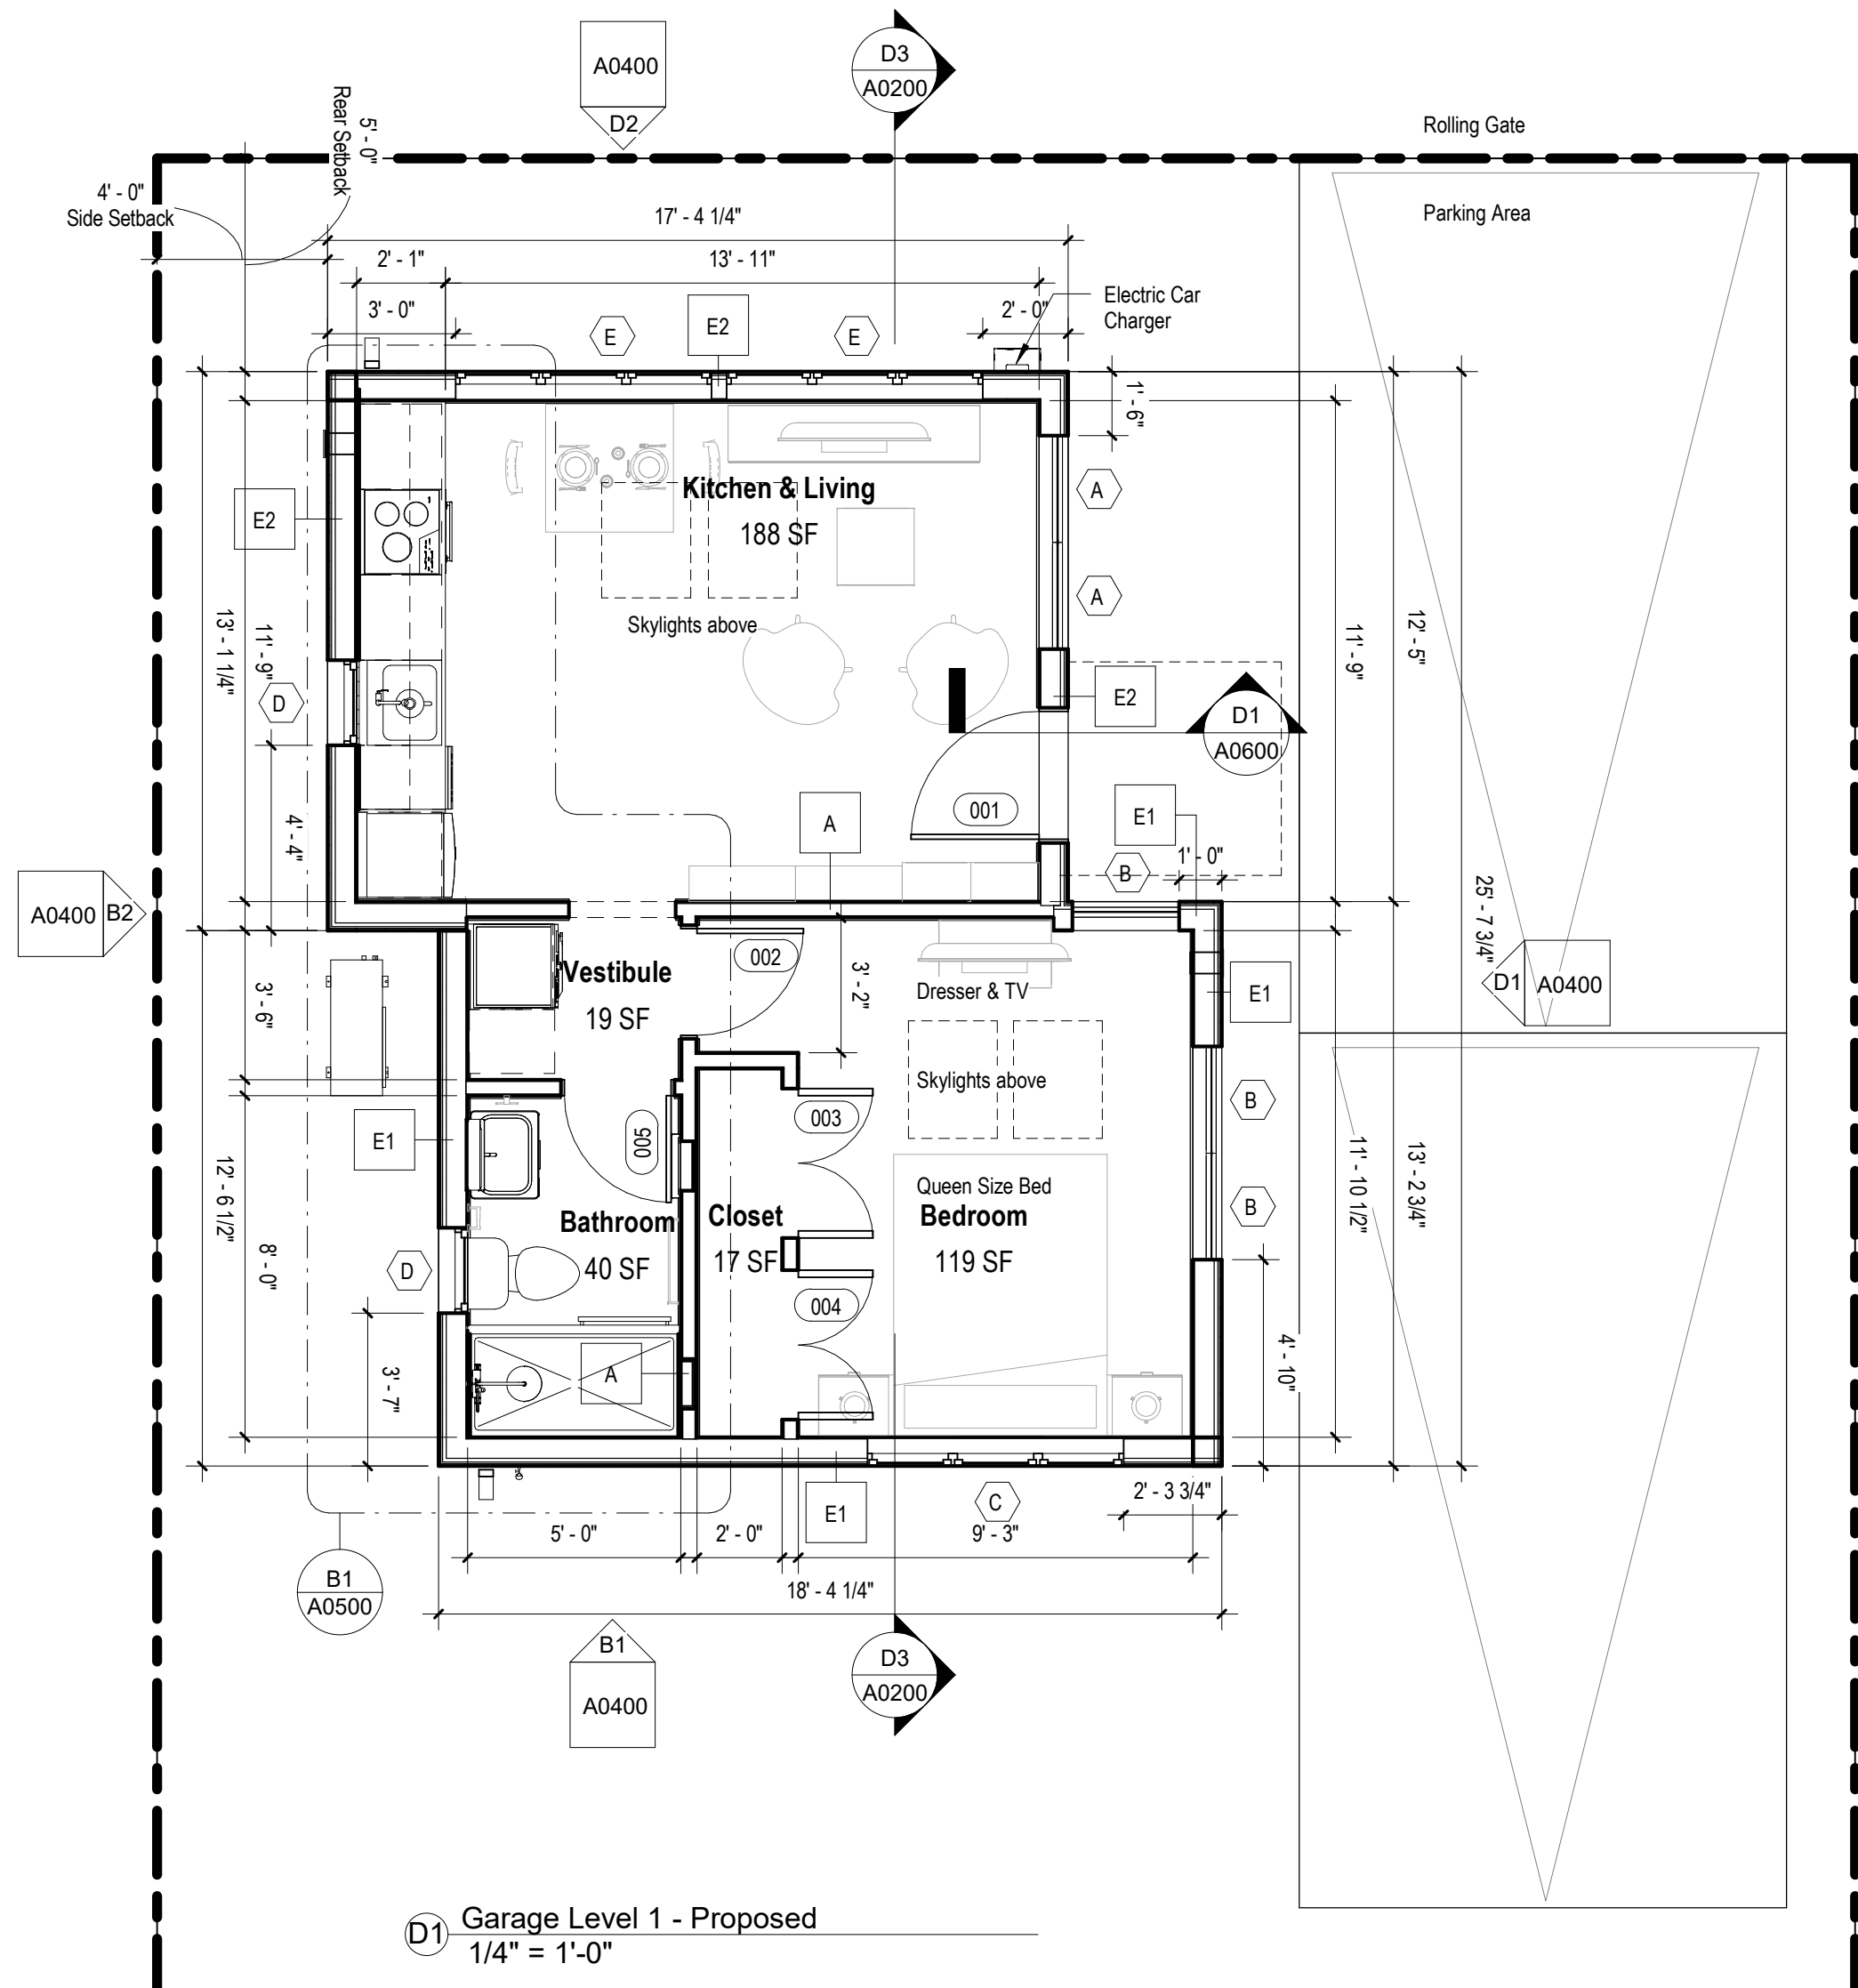 A0400
D2
D3
A0200
Rolling Gate
5' - 0"
Rear Setback
4' - 0"
Side Setback
Parking Area
17' - 4 1/4"
2' - 1"
13' - 11"
3' - 0"
2' - 0"
Electric Car
Charger
E
E2
E
1' - 6"
Kitchen & Living
188 SF
A
E2
A
Skylights above
13' - 1 1/4"
11' - 9"
11' - 9"
12' - 5"
D
E2
D1
A0600
001
A
E1
4' - 4"
1' - 0"
B
A0400
B2
25' - 7 3/4"
002
Vestibule
19 SF
3' - 2"
Dresser & TV
E1
D1
A0400
3' - 6"
Skylights above
B
003
005
E1
11' - 10 1/2"
13' - 2 3/4"
12' - 6 1/2"
Queen Size Bed
Bathroom
40 SF
Closet
17 SF
Bedroom
119 SF
B
8' - 0"
D
004
4' - 10"
3' - 7"
A
2' - 3 3/4"
C
E1
5' - 0"
2' - 0"
9' - 3"
B1
A0500
18' - 4 1/4"
B1
A0400
D3
A0200
D1
Garage Level 1 - Proposed
1/4" = 1'-0"